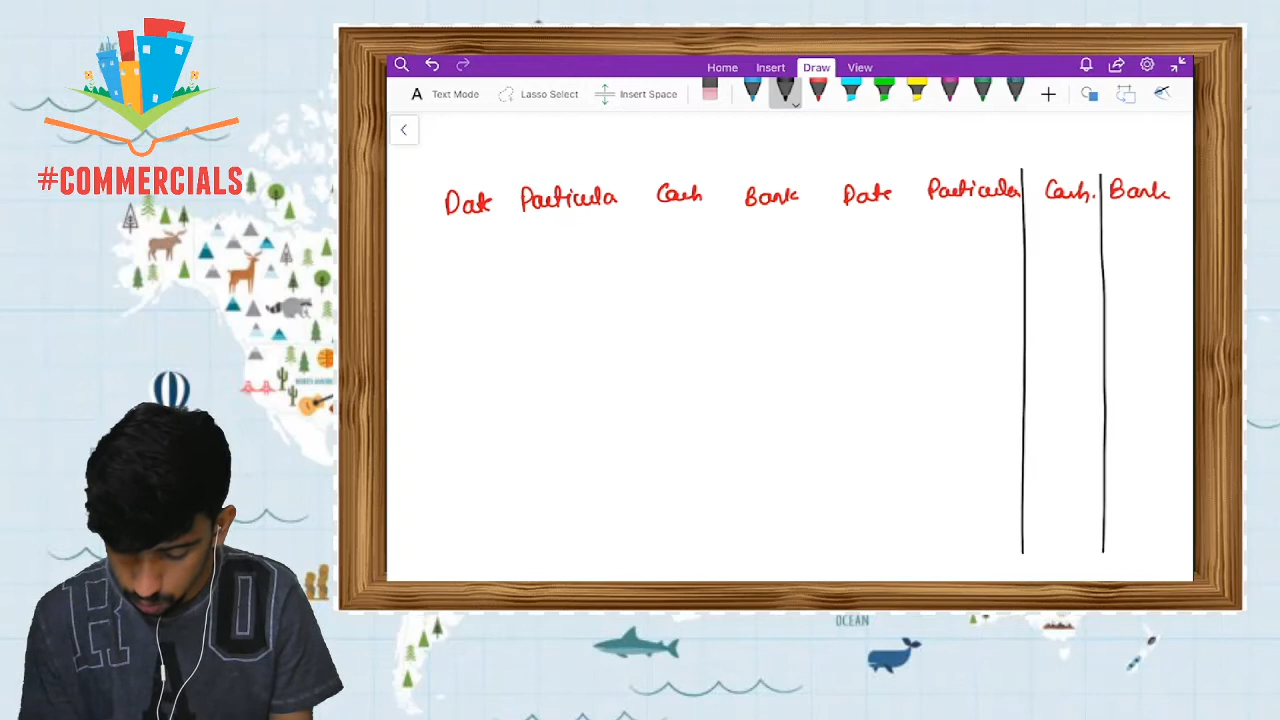 #COMMERCIALS
Home Insert Draw View
A Text Mode Lasso Select Insert Space
Date Particula Cash Bank Date Particular Cash. Bank
OCEAN